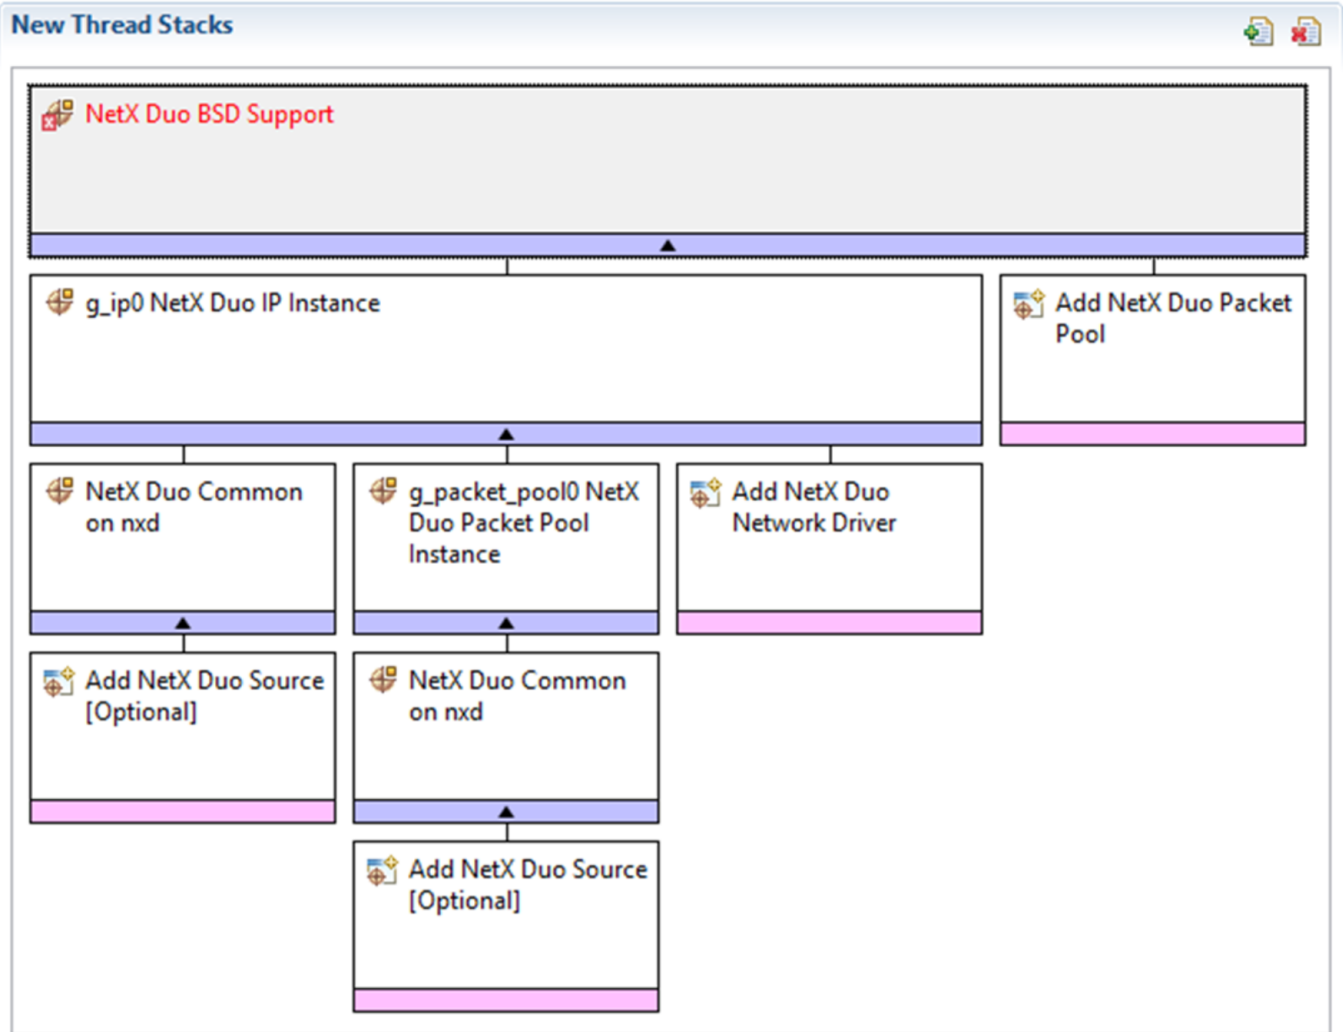 New Thread Stacks
NetX Duo BSD Support
g_ip0 NetX Duo IP Instance
Add NetX Duo Packet
Pool
NetX Duo Common
on nxd
g_packet_pool0 NetX
Duo Packet Pool
Instance
Add NetX Duo
Network Driver
Add NetX Duo Source
[Optional]
NetX Duo Common
on nxd
Add NetX Duo Source
[Optional]